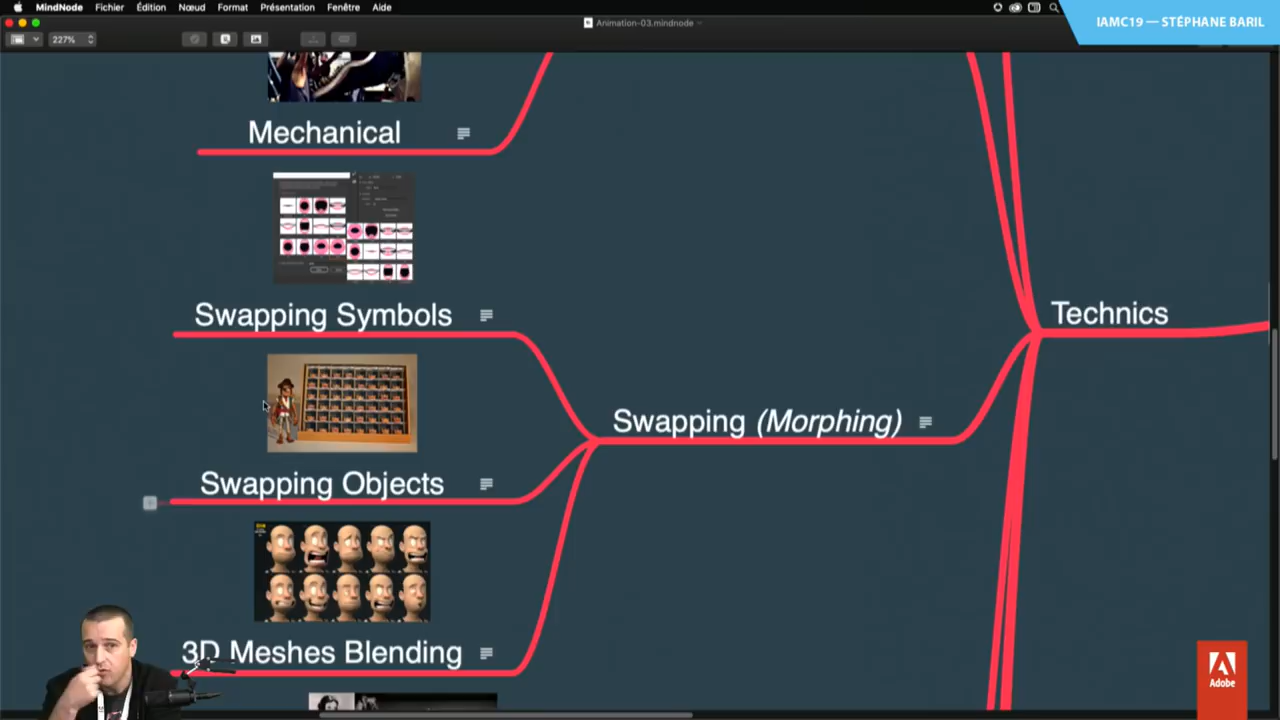 MindNode Fichier Édition Nœud Format Présentation Fenêtre Aide
Animation-03.mindnode
IAMC19 — STÉPHANE BARIL
227%
Mechanical
Swapping Symbols
Technics
Swapping (Morphing)
Swapping Objects
3D Meshes Blending
Adobe